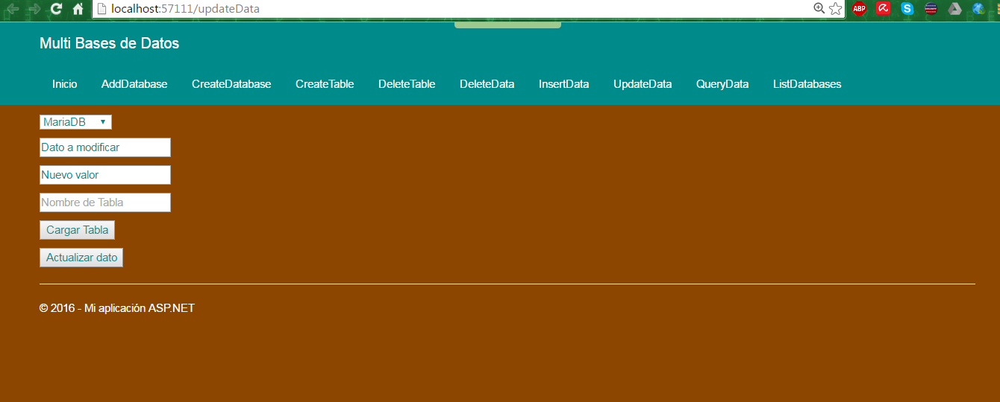 localhost:57111/updateData
ABP
Multi Bases de Datos
Inicio AddDatabase CreateDatabase CreateTable DeleteTable DeleteData InsertData UpdateData QueryData ListDatabases
MariaDB
Dato a modificar
Nuevo valor
Nombre de Tabla
Cargar Tabla
Actualizar dato
© 2016 - Mi aplicación ASP.NET